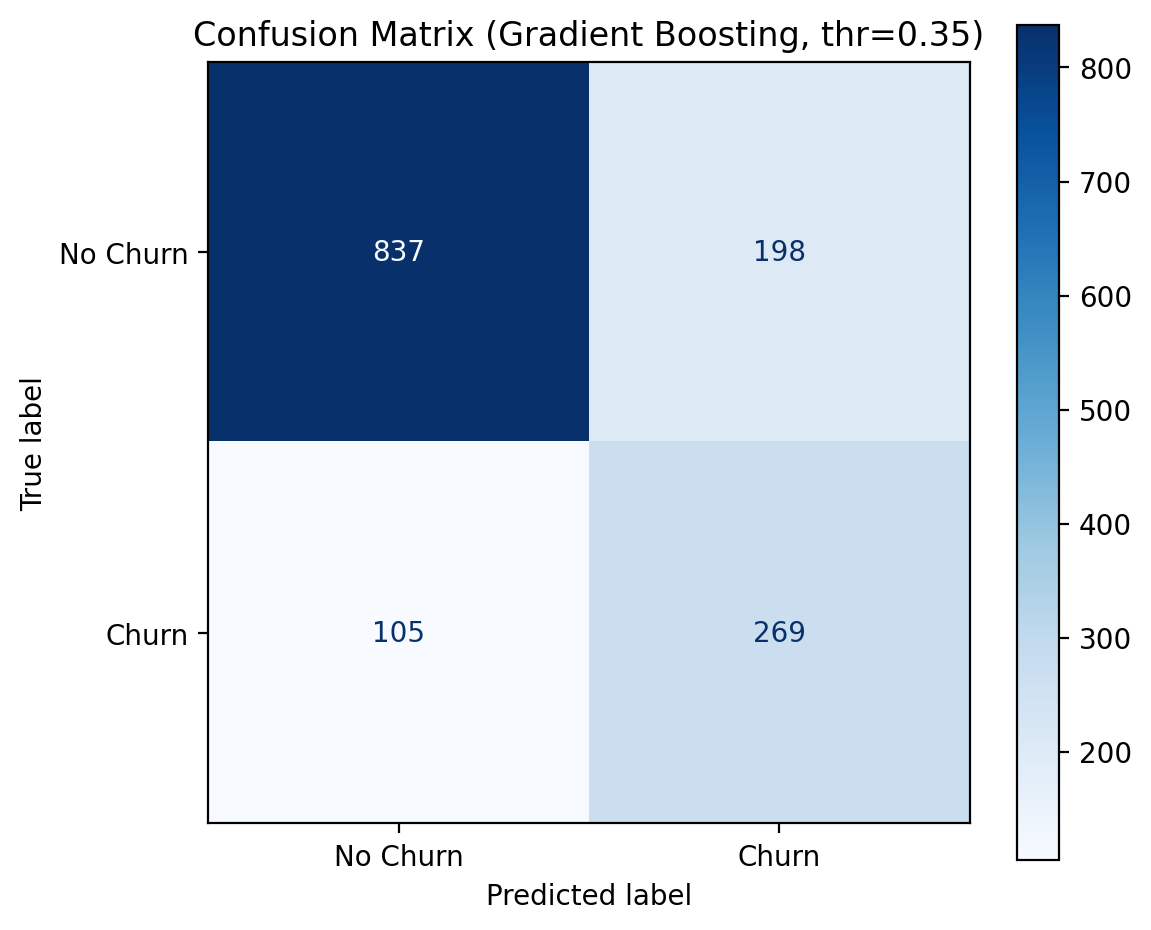 Confusion Matrix (Gradient Boosting, thr=0.35)
True label
No Churn
Churn
837
198
105
269
No Churn
Churn
Predicted label
800
700
600
500
400
300
200